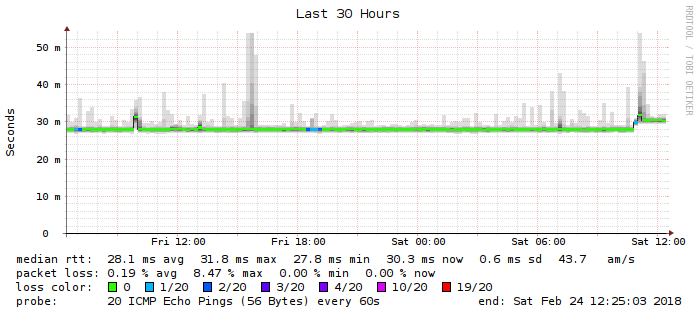 Last 30 Hours
RRDTOOL / TOBI OETIKER
Seconds
50 m
40 m
30 m
20 m
10 m
0
Fri 12:00 Fri 18:00 Sat 00:00 Sat 06:00 Sat 12:00
median rtt: 28.1 ms avg 31.8 ms max 27.8 ms min 30.3 ms now 0.6 ms sd 43.7 am/s
packet loss: 0.19 % avg 8.47 % max 0.00 % min 0.00 % now
loss color: 0 1/20 2/20 3/20 4/20 10/20 19/20
probe: 20 ICMP Echo Pings (56 Bytes) every 60s end: Sat Feb 24 12:25:03 2018